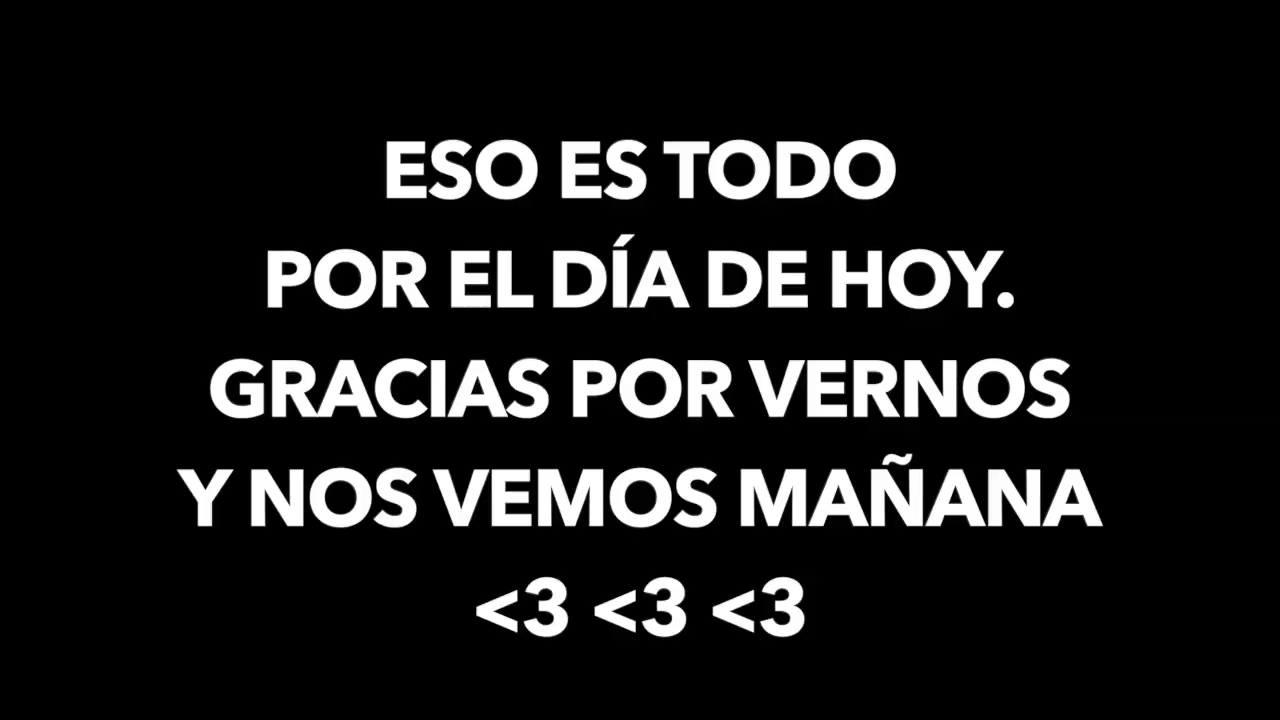 ESO ES TODO
POR EL DÍA DE HOY.
GRACIAS POR VERNOS
Y NOS VEMOS MAÑANA
<3 <3 <3